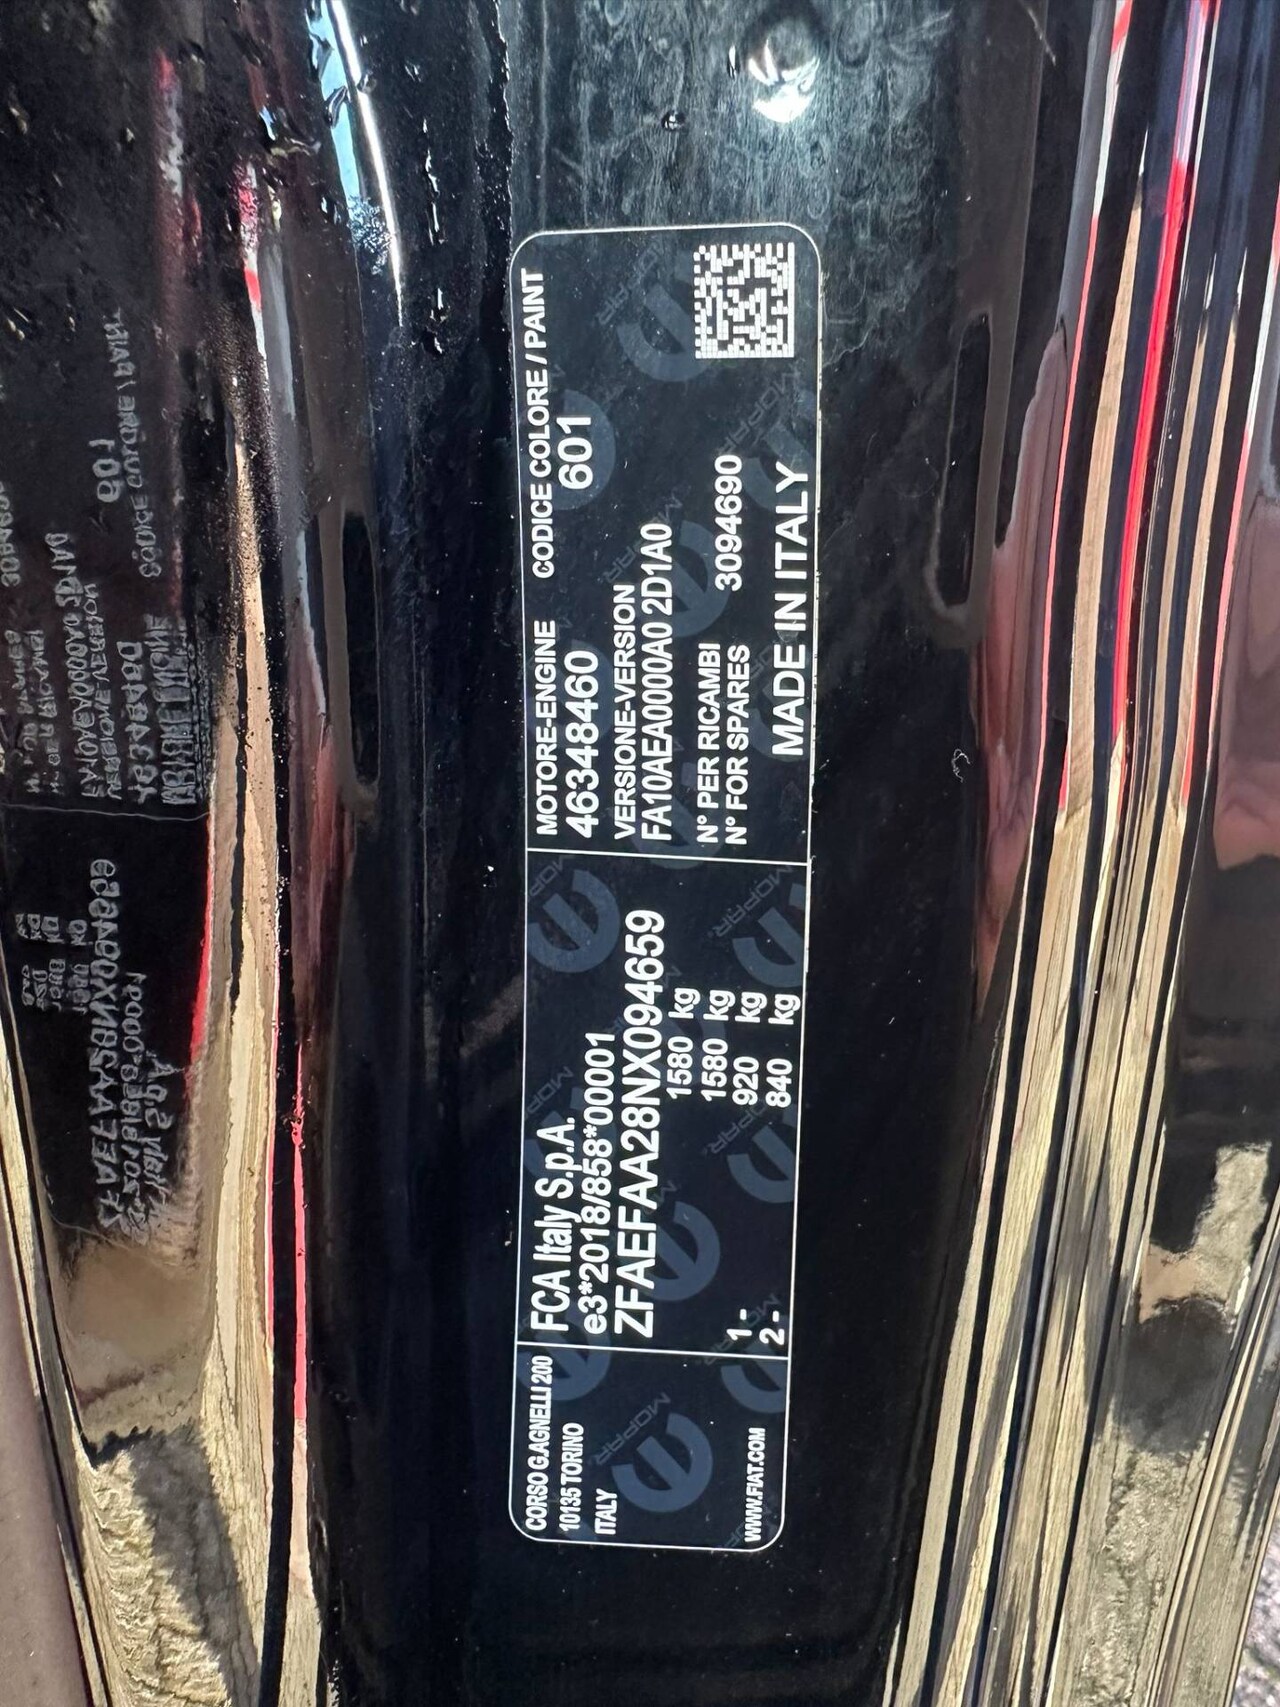 CORSO G.AGNELLI 200
10135 TORINO
ITALY
WWW.FIAT.COM
FCA Italy S.p.A.
e3*2018/858*00001
ZFAEFAA28NX094659
1580 kg
1580 kg
1- 920 kg
2- 840 kg
MOTORE-ENGINE CODICE COLORE / PAINT
46348460 601
VERSIONE-VERSION
FA10AEA0000A0 2D1A0
N° PER RICAMBI
N° FOR SPARES 3094690
MADE IN ITALY
MOPAR